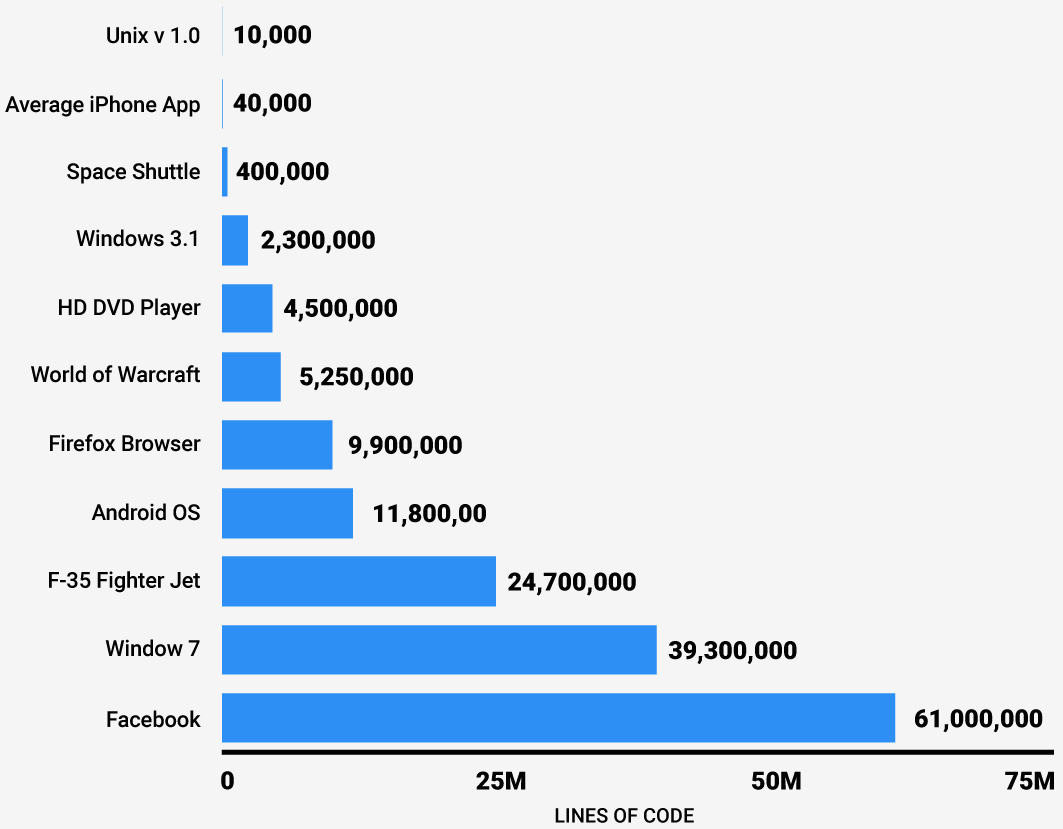 Unix v 1.0 10,000
Average iPhone App 40,000
Space Shuttle 400,000
Windows 3.1 2,300,000
HD DVD Player 4,500,000
World of Warcraft 5,250,000
Firefox Browser 9,900,000
Android OS 11,800,00
F-35 Fighter Jet 24,700,000
Window 7 39,300,000
Facebook 61,000,000
0 25M 50M 75M
LINES OF CODE